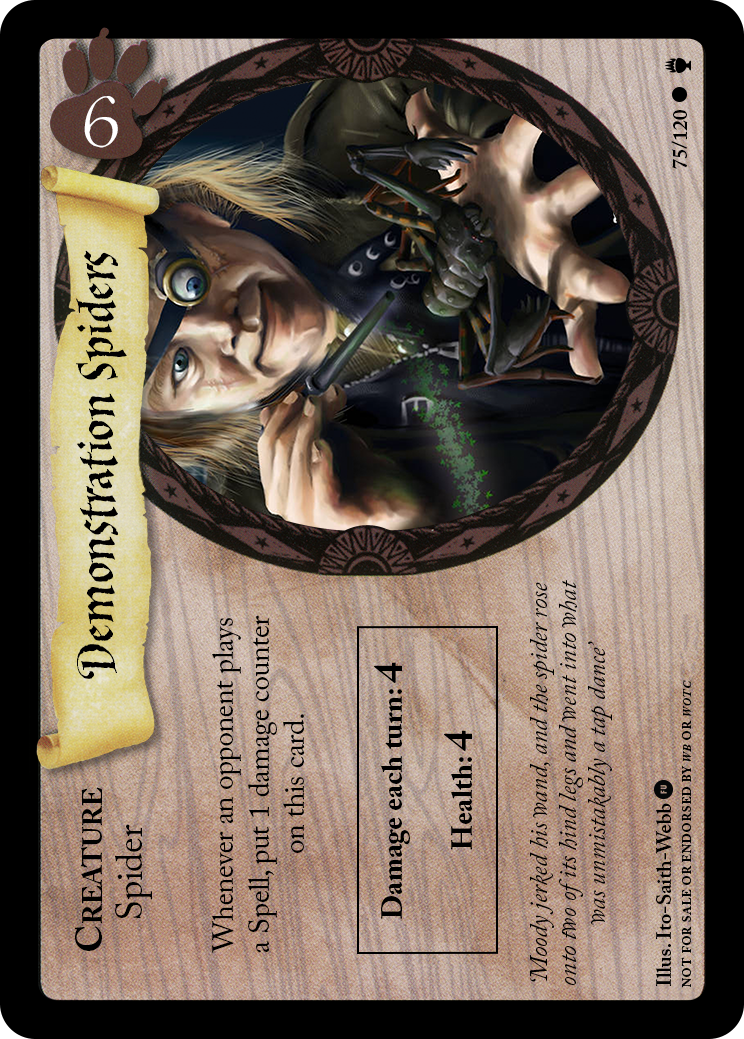 6
Demonstration Spiders
CREATURE
Spider
Whenever an opponent plays
a Spell, put 1 damage counter
on this card.
Damage each turn: 4
Health: 4
Moody jerked his wand, and the spider rose
onto two of its hind legs and went into what
was unmistakably a tap dance'
Illus. Ito-Saith-Webb FU
NOT FOR SALE OR ENDORSED BY WB OR WOTC
75/120